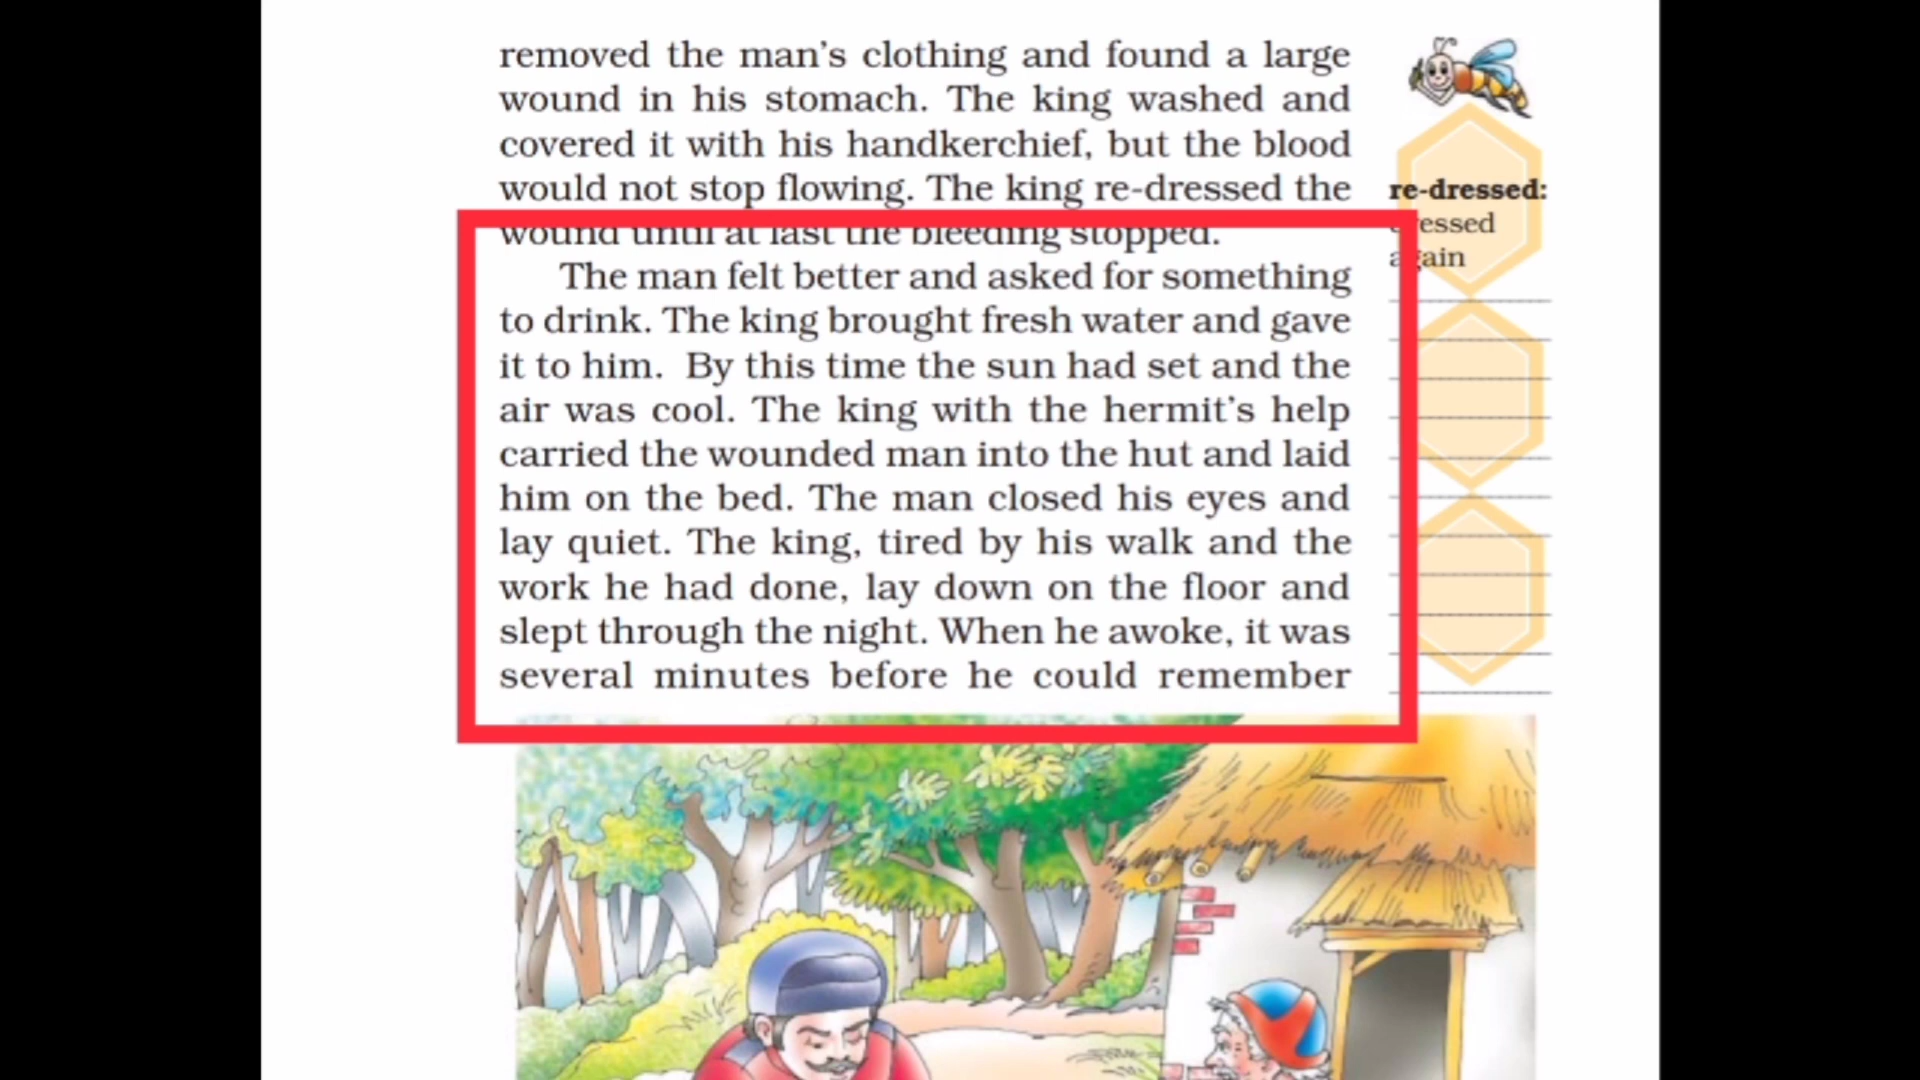 removed the man's clothing and found a large
wound in his stomach. The king washed and
covered it with his handkerchief, but the blood
would not stop flowing. The king re-dressed the
wound until at last the bleeding stopped.
The man felt better and asked for something
to drink. The king brought fresh water and gave
it to him. By this time the sun had set and the
air was cool. The king with the hermit's help
carried the wounded man into the hut and laid
him on the bed. The man closed his eyes and
lay quiet. The king, tired by his walk and the
work he had done, lay down on the floor and
slept through the night. When he awoke, it was
several minutes before he could remember
re-dressed:
dressed
again